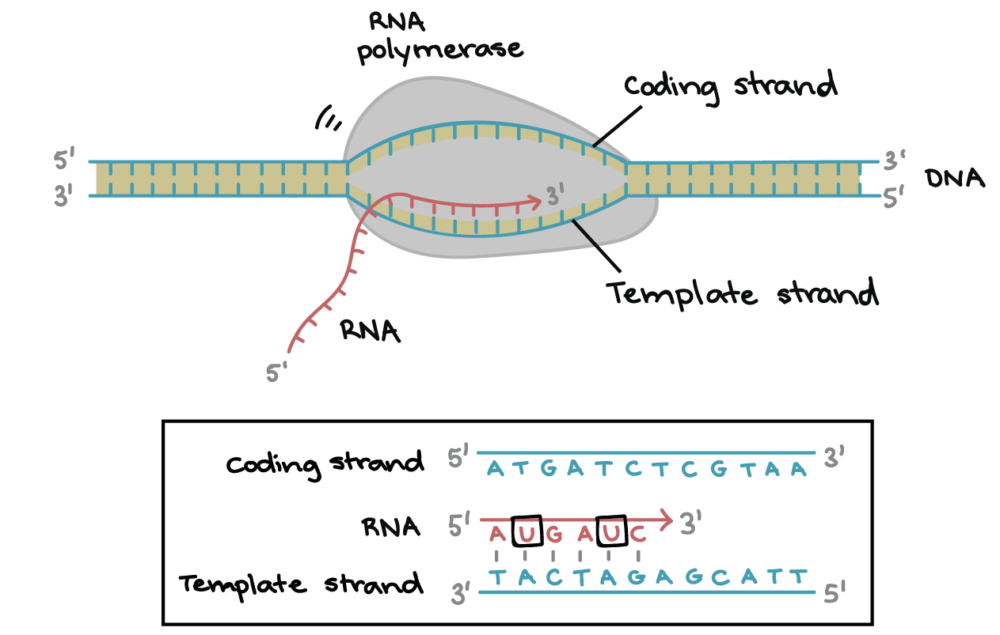 RNA
polymerase
Coding strand
5' 3'
3' 5'
DNA
3'
Template strand
RNA
5'
Coding strand 5' A T G A T C T C G T A A 3'
RNA 5' A U G A U C 3'
Template strand 3' T A C T A G A G C A T T 5'